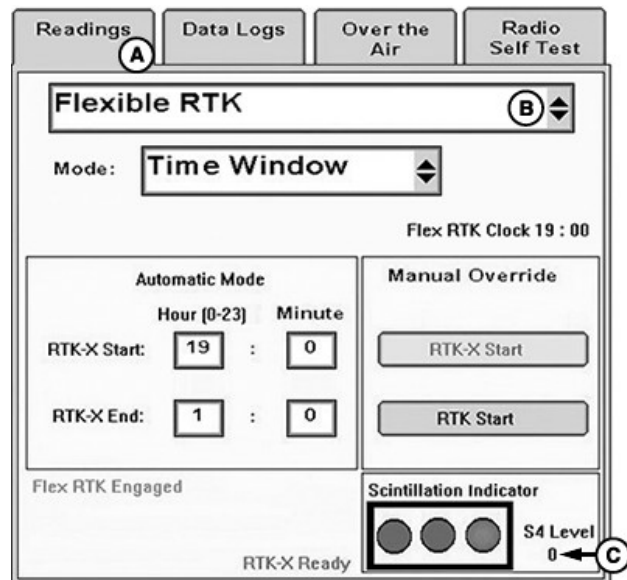 Readings Data Logs Over the Air Radio Self Test
A
Flexible RTK B
Mode: Time Window
Flex RTK Clock 19 : 00
Automatic Mode
Hour (0-23) Minute
RTK-X Start: 19 : 0
RTK-X End: 1 : 0
Manual Override
RTK-X Start
RTK Start
Flex RTK Engaged
RTK-X Ready
Scintillation Indicator
S4 Level
0 C